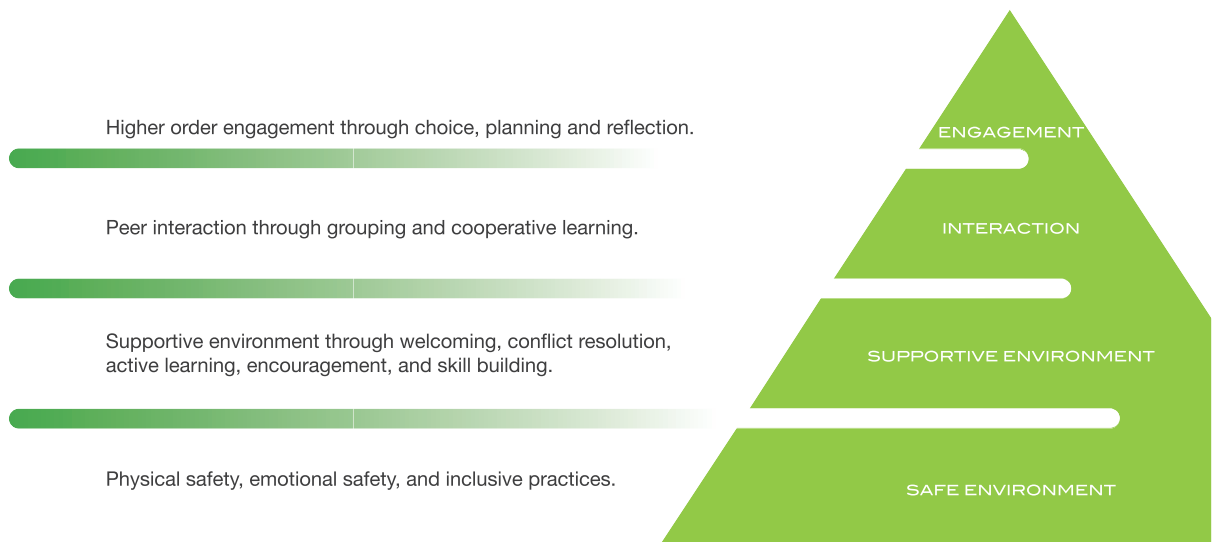 Higher order engagement through choice, planning and reflection.
ENGAGEMENT
Peer interaction through grouping and cooperative learning.
INTERACTION
Supportive environment through welcoming, conflict resolution,
active learning, encouragement, and skill building.
SUPPORTIVE ENVIRONMENT
Physical safety, emotional safety, and inclusive practices.
SAFE ENVIRONMENT